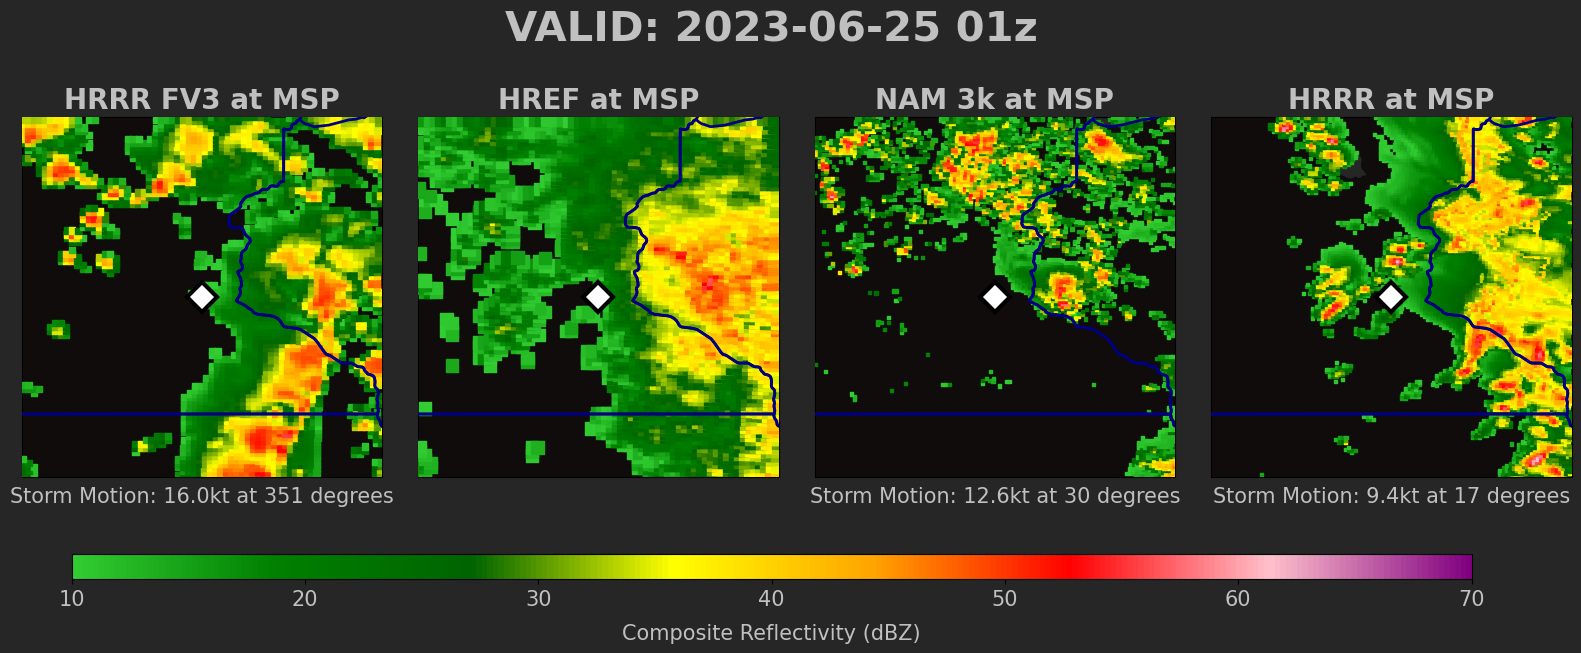 VALID: 2023-06-25 01z
HRRR FV3 at MSP
HREF at MSP
NAM 3k at MSP
HRRR at MSP
Storm Motion: 16.0kt at 351 degrees
Storm Motion: 12.6kt at 30 degrees
Storm Motion: 9.4kt at 17 degrees
10 20 30 40 50 60 70
Composite Reflectivity (dBZ)